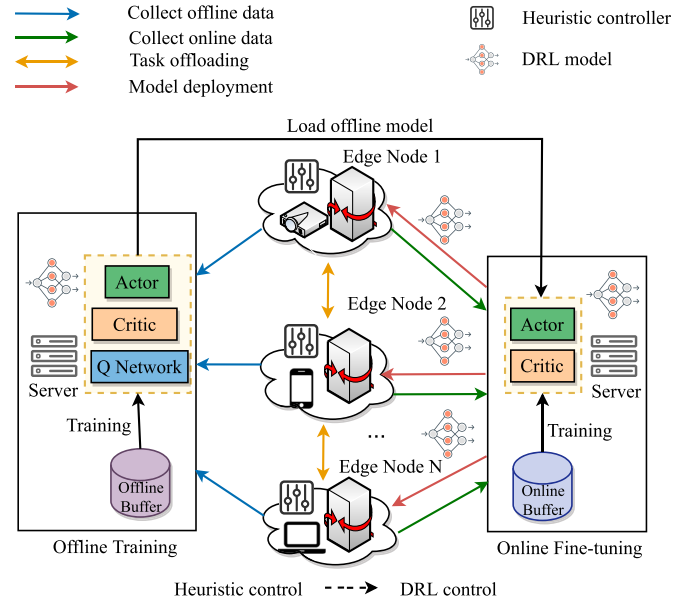 Collect offline data
Collect online data
Task offloading
Model deployment
Heuristic controller
DRL model
Load offline model
Edge Node 1
Actor
Critic
Q Network
Server
Training
Offline
Buffer
Offline Training
Edge Node 2
...
Edge Node N
Actor
Critic
Server
Training
Online
Buffer
Online Fine-tuning
Heuristic control
DRL control